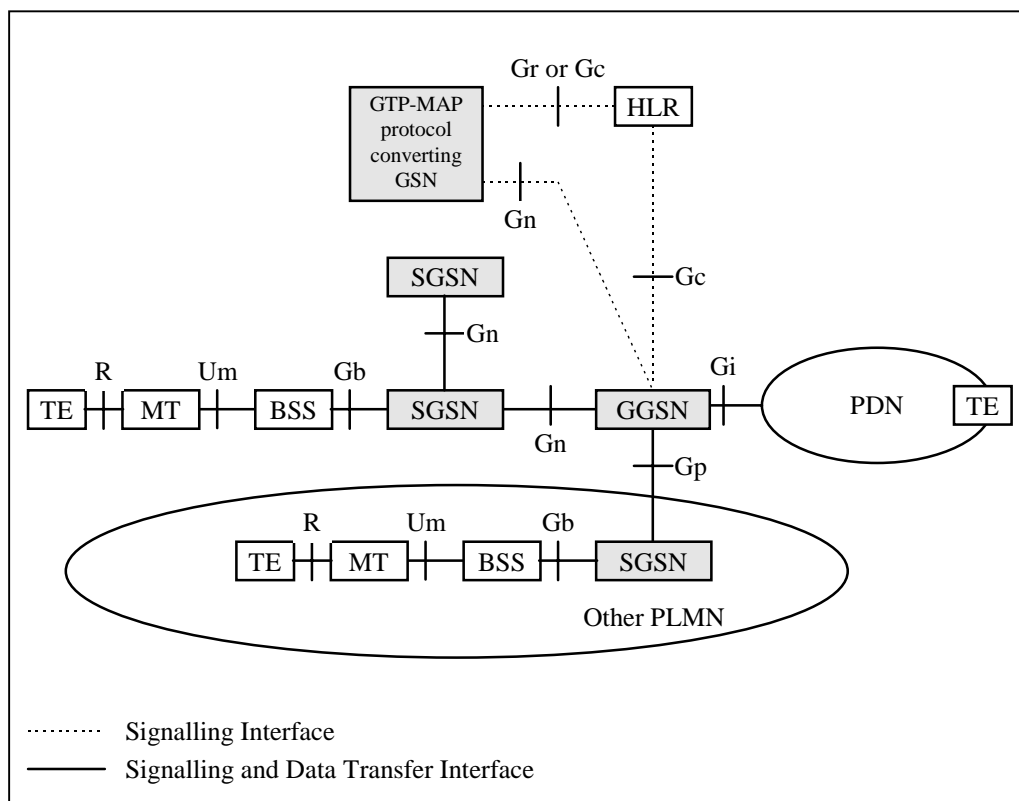 Gr or Gc
GTP-MAP
protocol
converting
GSN
HLR
Gn
Gc
SGSN
Gn
R
Um
Gb
Gi
TE
MT
BSS
SGSN
GGSN
PDN
TE
Gn
Gp
R
Um
Gb
TE
MT
BSS
SGSN
Other PLMN
Signalling Interface
Signalling and Data Transfer Interface